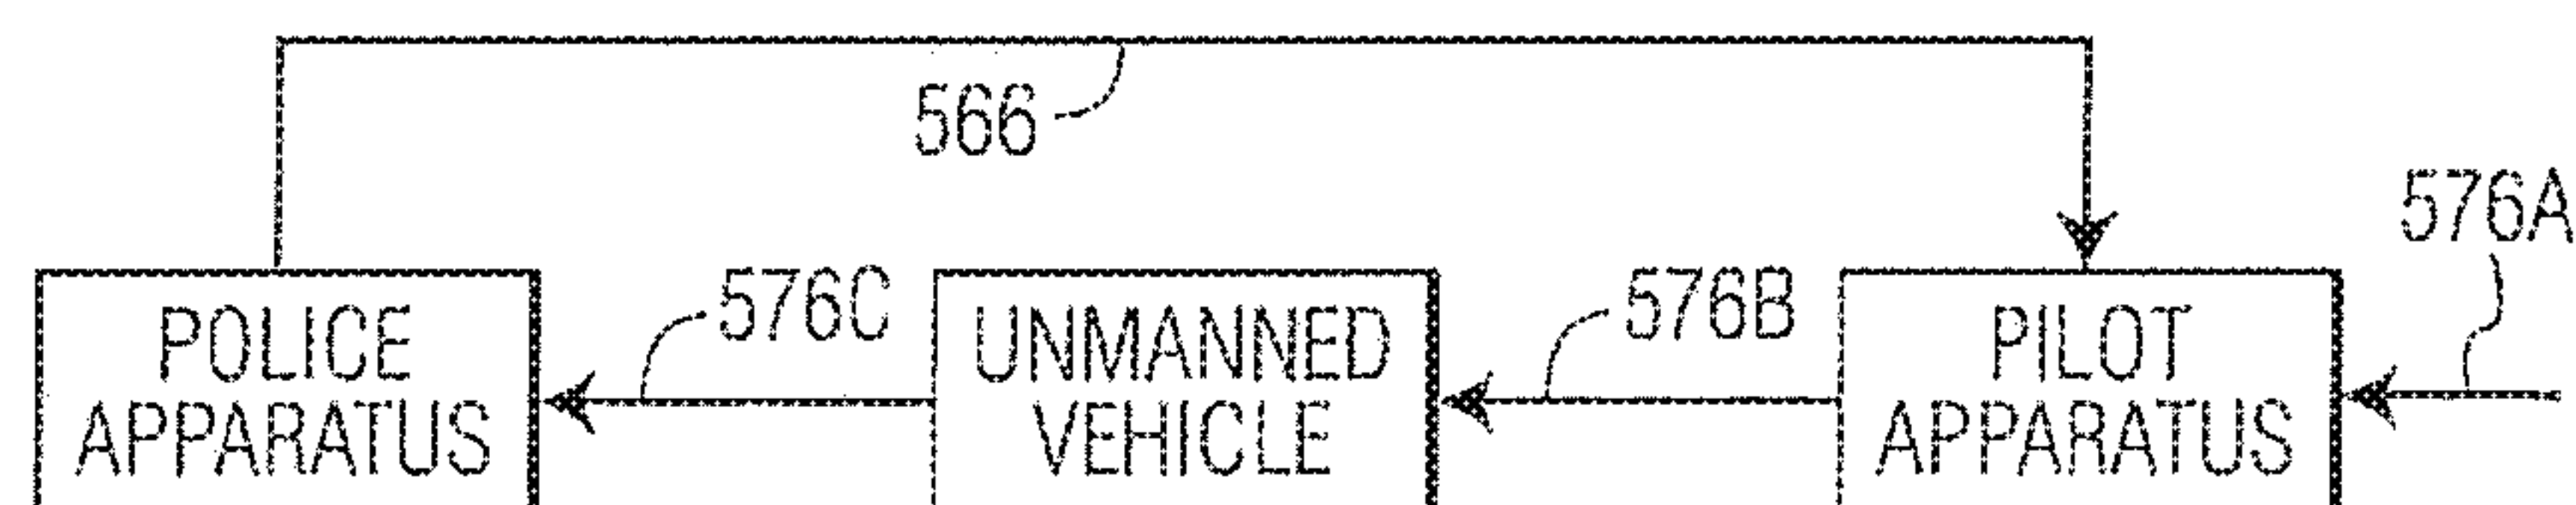 566
576A
POLICE
APPARATUS
576C
UNMANNED
VEHICLE
576B
PILOT
APPARATUS